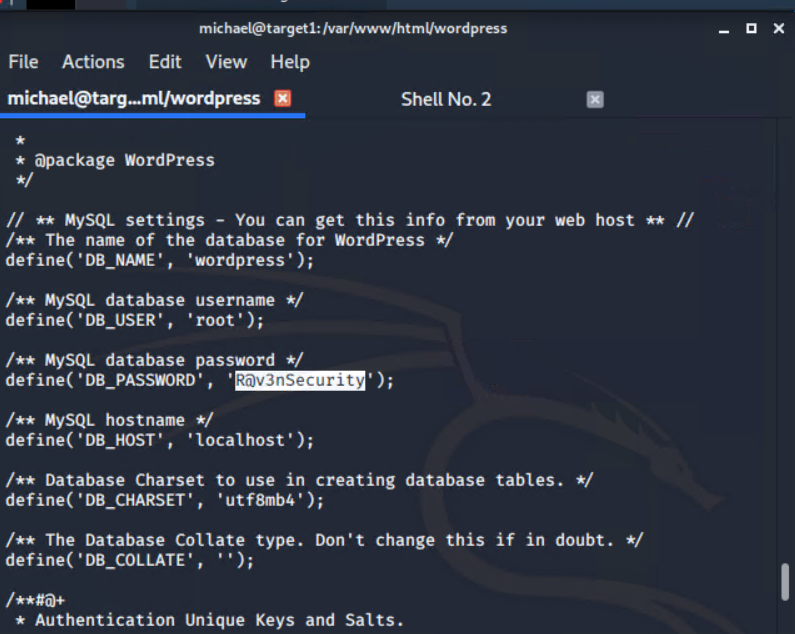 michael@target1:/var/www/html/wordpress
File Actions Edit View Help
michael@targ...ml/wordpress Shell No. 2
*
* @package WordPress
*/
// ** MySQL settings - You can get this info from your web host ** //
/** The name of the database for WordPress */
define('DB_NAME', 'wordpress');
/** MySQL database username */
define('DB_USER', 'root');
/** MySQL database password */
define('DB_PASSWORD', 'R@v3nSecurity');
/** MySQL hostname */
define('DB_HOST', 'localhost');
/** Database Charset to use in creating database tables. */
define('DB_CHARSET', 'utf8mb4');
/** The Database Collate type. Don't change this if in doubt. */
define('DB_COLLATE', '');
/**#@+
* Authentication Unique Keys and Salts.